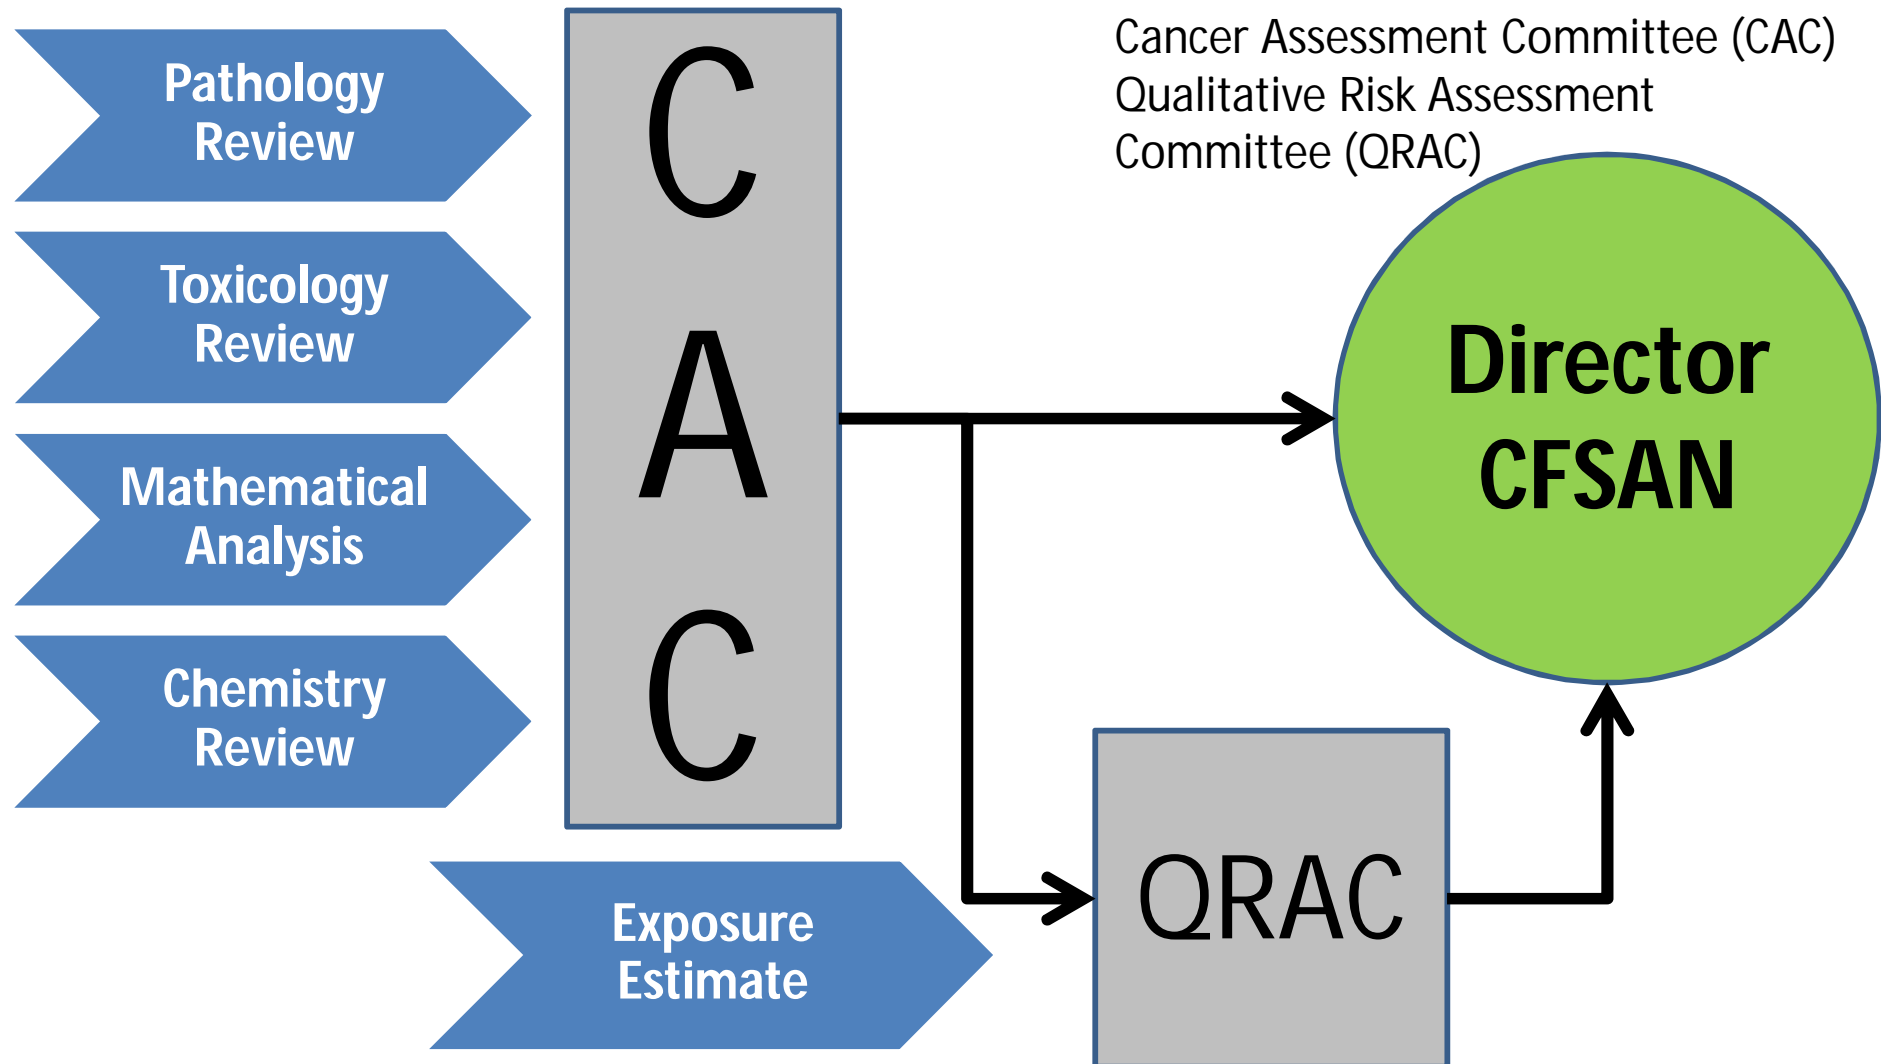 Pathology
Review
Toxicology
Review
Mathematical
Analysis
Chemistry
Review
C
A
C
Cancer Assessment Committee (CAC)
Qualitative Risk Assessment
Committee (QRAC)
Director
CFSAN
Exposure
Estimate
QRAC